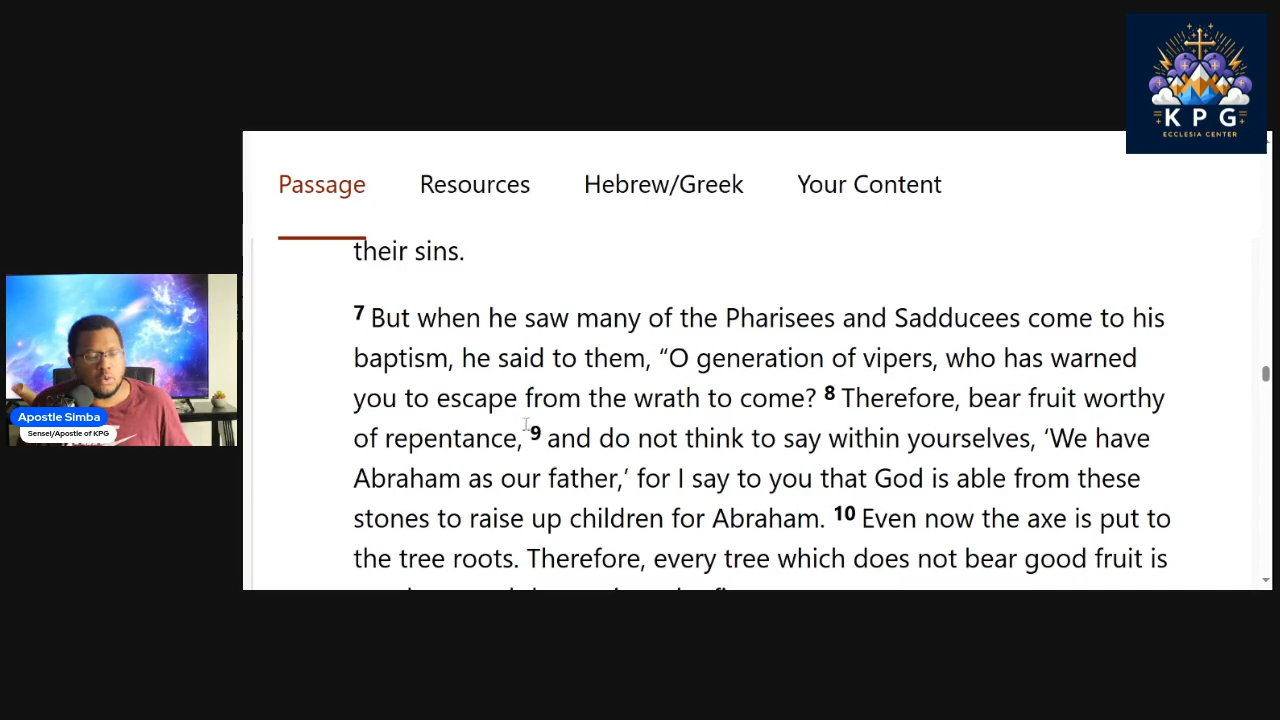 K P G
ECCLESIA CENTER
Passage Resources Hebrew/Greek Your Content
their sins.
7 But when he saw many of the Pharisees and Sadducees come to his
baptism, he said to them, “O generation of vipers, who has warned
you to escape from the wrath to come? 8 Therefore, bear fruit worthy
of repentance, 9 and do not think to say within yourselves, ‘We have
Abraham as our father,’ for I say to you that God is able from these
stones to raise up children for Abraham. 10 Even now the axe is put to
the tree roots. Therefore, every tree which does not bear good fruit is
Apostle Simba
Sensei/Apostle of KPG